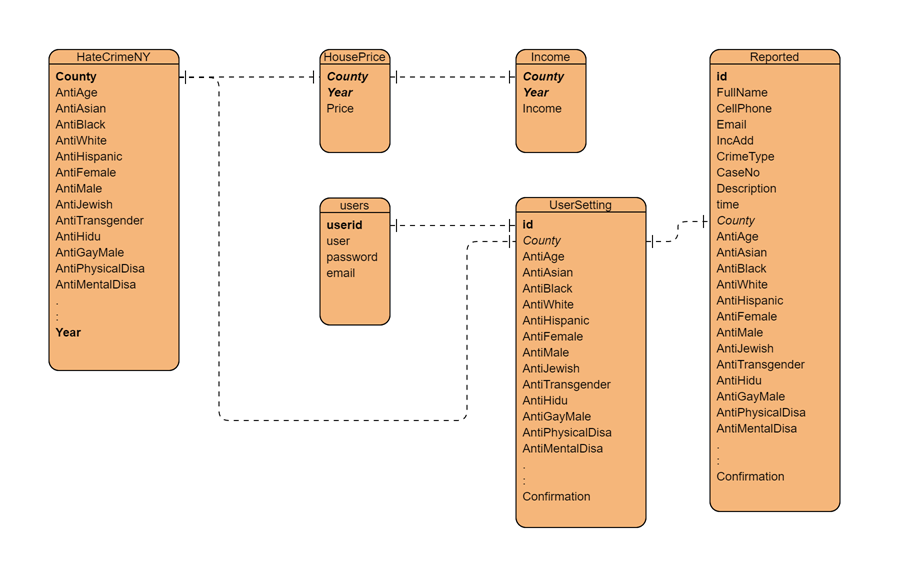 HateCrimeNY
County
AntiAge
AntiAsian
AntiBlack
AntiWhite
AntiHispanic
AntiFemale
AntiMale
AntiJewish
AntiTransgender
AntiHidu
AntiGayMale
AntiPhysicalDisa
AntiMentalDisa
.
:
Year
HousePrice
County
Year
Price
Income
County
Year
Income
users
userid
user
password
email
UserSetting
id
County
AntiAge
AntiAsian
AntiBlack
AntiWhite
AntiHispanic
AntiFemale
AntiMale
AntiJewish
AntiTransgender
AntiHidu
AntiGayMale
AntiPhysicalDisa
AntiMentalDisa
.
:
Confirmation
Reported
id
FullName
CellPhone
Email
IncAdd
CrimeType
CaseNo
Description
time
County
AntiAge
AntiAsian
AntiBlack
AntiWhite
AntiHispanic
AntiFemale
AntiMale
AntiJewish
AntiTransgender
AntiHidu
AntiGayMale
AntiPhysicalDisa
AntiMentalDisa
.
:
Confirmation